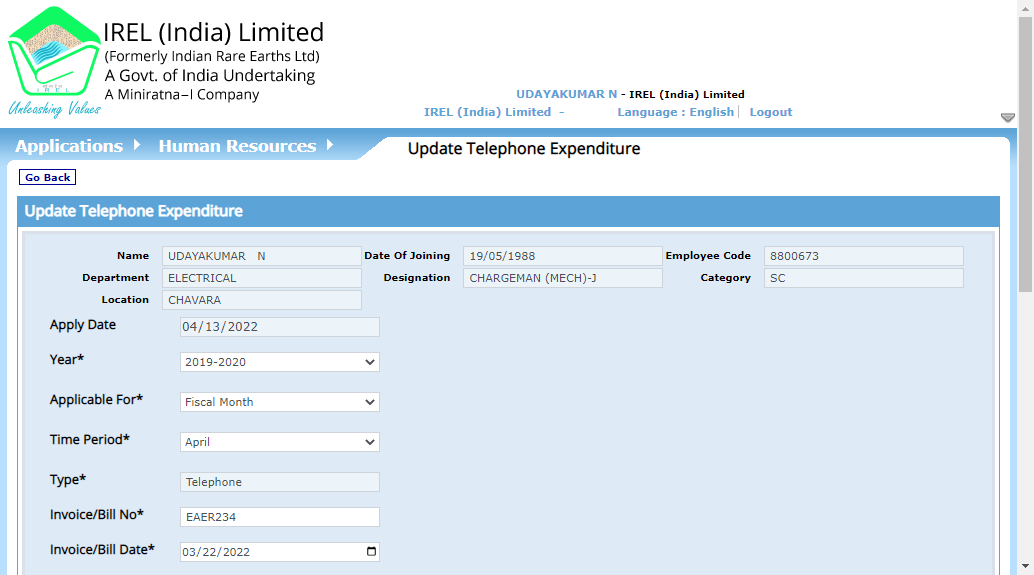 IREL (India) Limited
(Formerly Indian Rare Earths Ltd)
A Govt. of India Undertaking
A Miniratna–I Company
IREL
Unleashing Values
UDAYAKUMAR N - IREL (India) Limited
IREL (India) Limited - Language : English | Logout
Applications Human Resources Update Telephone Expenditure
Go Back
Update Telephone Expenditure
Name UDAYAKUMAR N Date Of Joining 19/05/1988 Employee Code 8800673
Department ELECTRICAL Designation CHARGEMAN (MECH)-J Category SC
Location CHAVARA
Apply Date 04/13/2022
Year* 2019-2020
Applicable For* Fiscal Month
Time Period* April
Type* Telephone
Invoice/Bill No* EAER234
Invoice/Bill Date* 03/22/2022